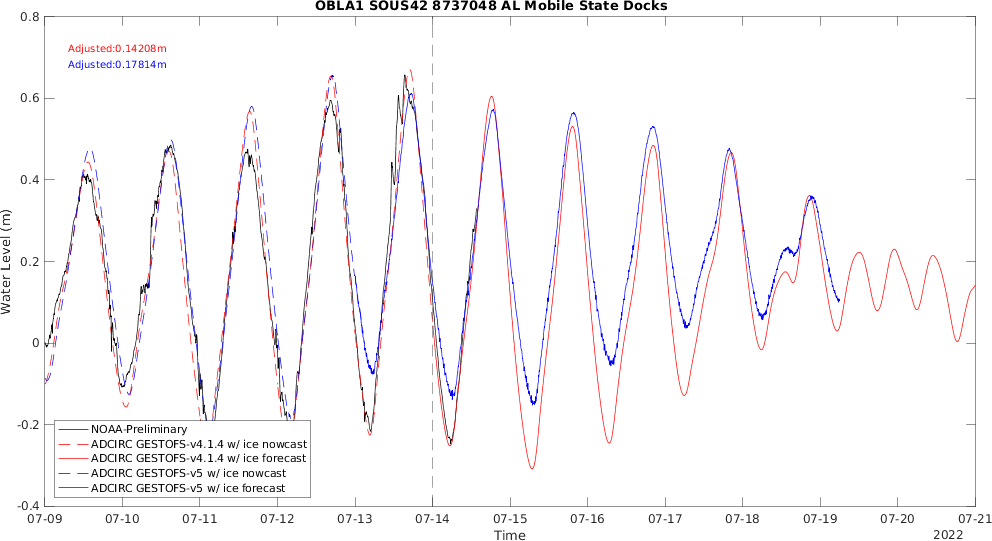 OBLA1 SOUS42 8737048 AL Mobile State Docks
0.8
Adjusted:0.14208m
Adjusted:0.17814m
0.6
0.4
0.2
0
-0.2
-0.4
Water Level (m)
NOAA-Preliminary
ADCIRC GESTOFS-v4.1.4 w/ ice nowcast
ADCIRC GESTOFS-v4.1.4 w/ ice forecast
ADCIRC GESTOFS-v5 w/ ice nowcast
ADCIRC GESTOFS-v5 w/ ice forecast
07-09 07-10 07-11 07-12 07-13 07-14 07-15 07-16 07-17 07-18 07-19 07-20 07-21
Time
2022